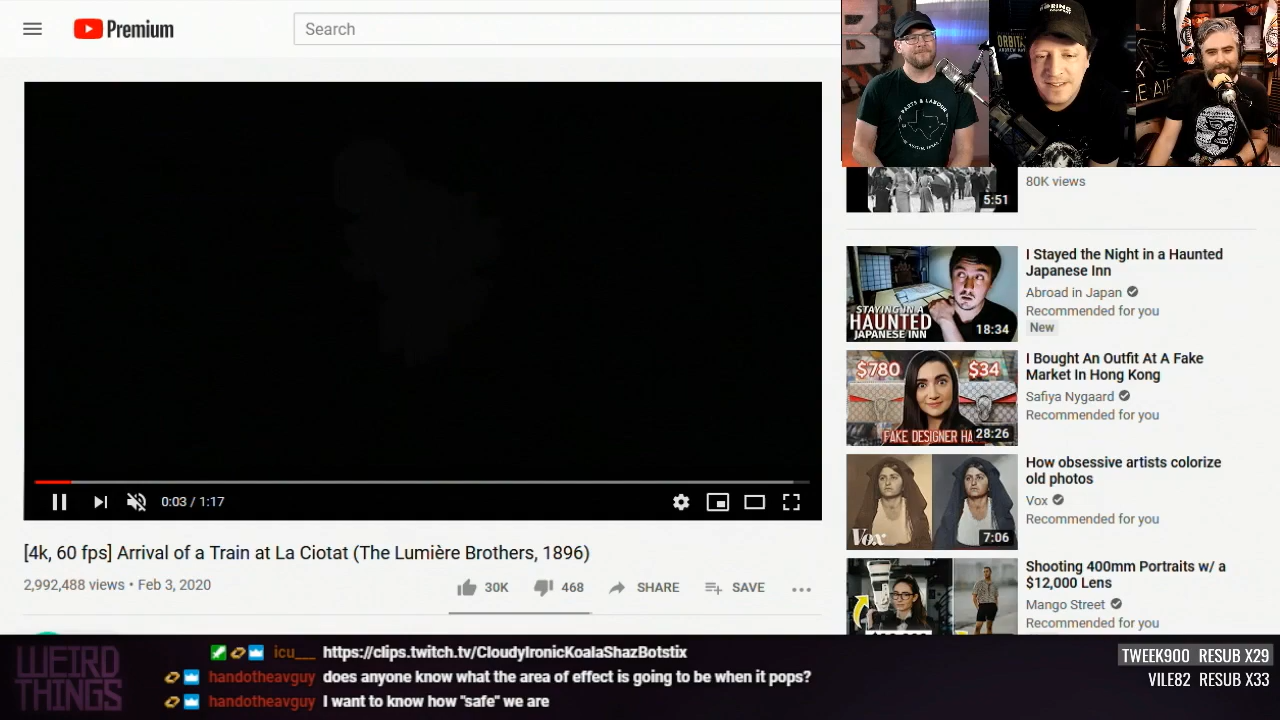 Premium
Search
PARTS & LABOUR
80K views
5:51
I Stayed the Night in a Haunted
Japanese Inn
Abroad in Japan
Recommended for you
New
STAYING IN A
HAUNTED
JAPANESE INN
18:34
I Bought An Outfit At A Fake
Market In Hong Kong
Safiya Nygaard
Recommended for you
$780
$34
FAKE DESIGNER HA
28:26
How obsessive artists colorize
old photos
Vox
Recommended for you
Vox
7:06
Shooting 400mm Portraits w/ a
$12,000 Lens
Mango Street
Recommended for you
0:03 / 1:17
[4k, 60 fps] Arrival of a Train at La Ciotat (The Lumière Brothers, 1896)
2,992,488 views • Feb 3, 2020
30K
468
SHARE
SAVE
WEIRD
THINGS
icu___ https://clips.twitch.tv/CloudyIronicKoalaShazBotstix
handotheavguy does anyone know what the area of effect is going to be when it pops?
handotheavguy I want to know how "safe" we are
TWEEK900 RESUB X29
VILE82 RESUB X33